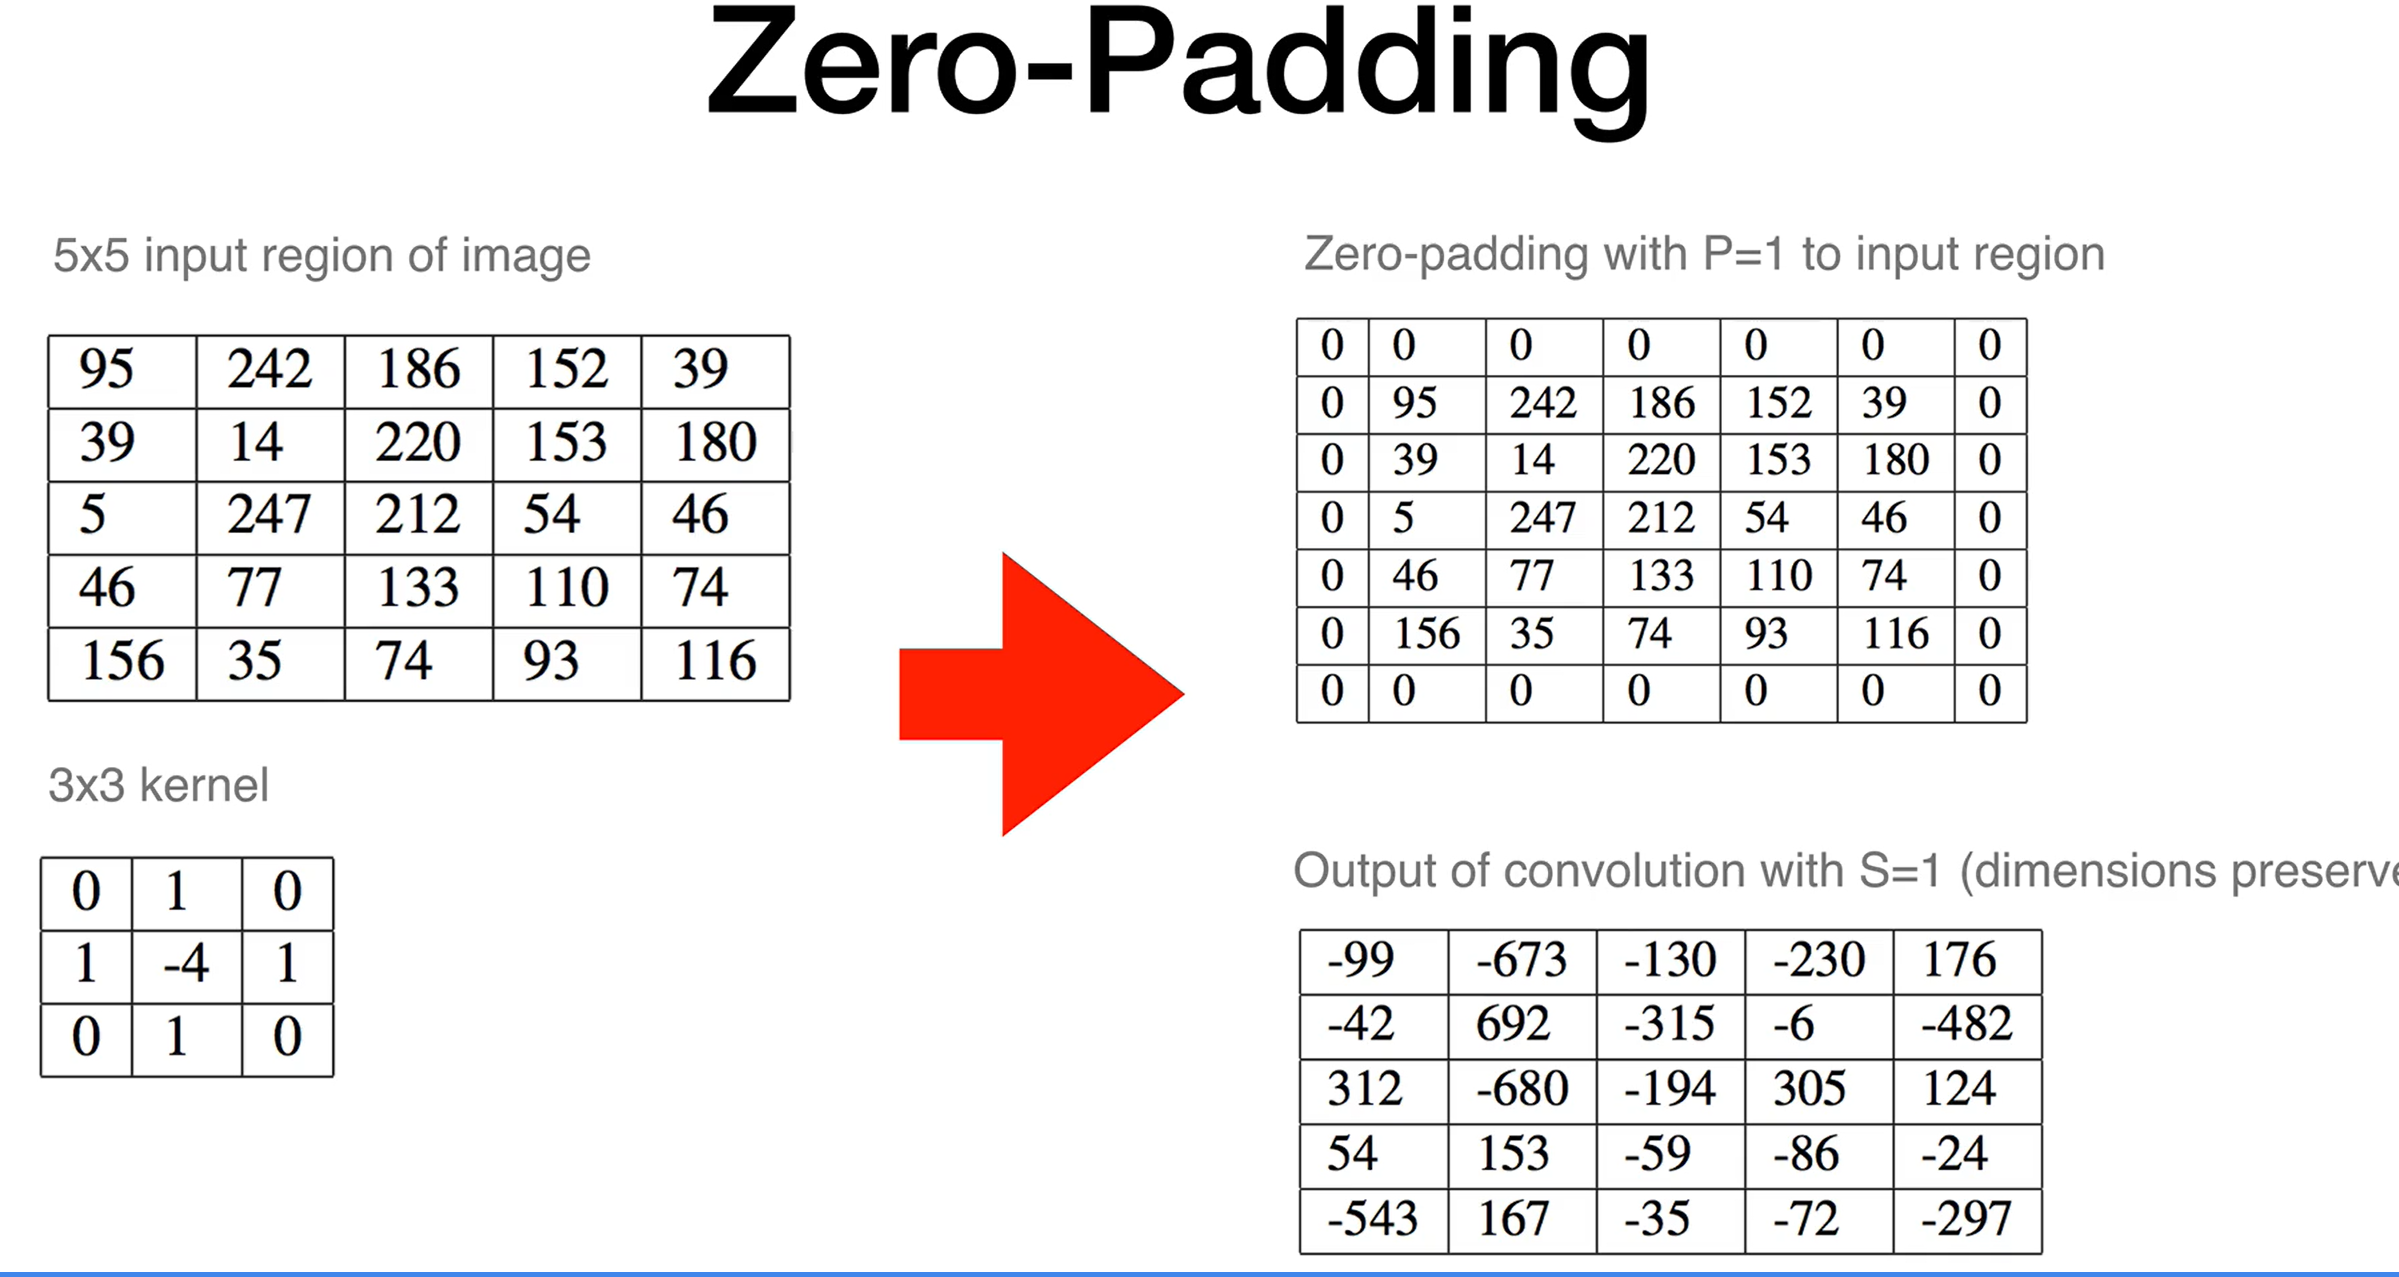 Zero-Padding
5x5 input region of image
95 242 186 152 39
39 14 220 153 180
5 247 212 54 46
46 77 133 110 74
156 35 74 93 116
3x3 kernel
0 1 0
1 -4 1
0 1 0
Zero-padding with P=1 to input region
0 0 0 0 0 0 0
0 95 242 186 152 39 0
0 39 14 220 153 180 0
0 5 247 212 54 46 0
0 46 77 133 110 74 0
0 156 35 74 93 116 0
0 0 0 0 0 0 0
Output of convolution with S=1 (dimensions preserve
-99 -673 -130 -230 176
-42 692 -315 -6 -482
312 -680 -194 305 124
54 153 -59 -86 -24
-543 167 -35 -72 -297